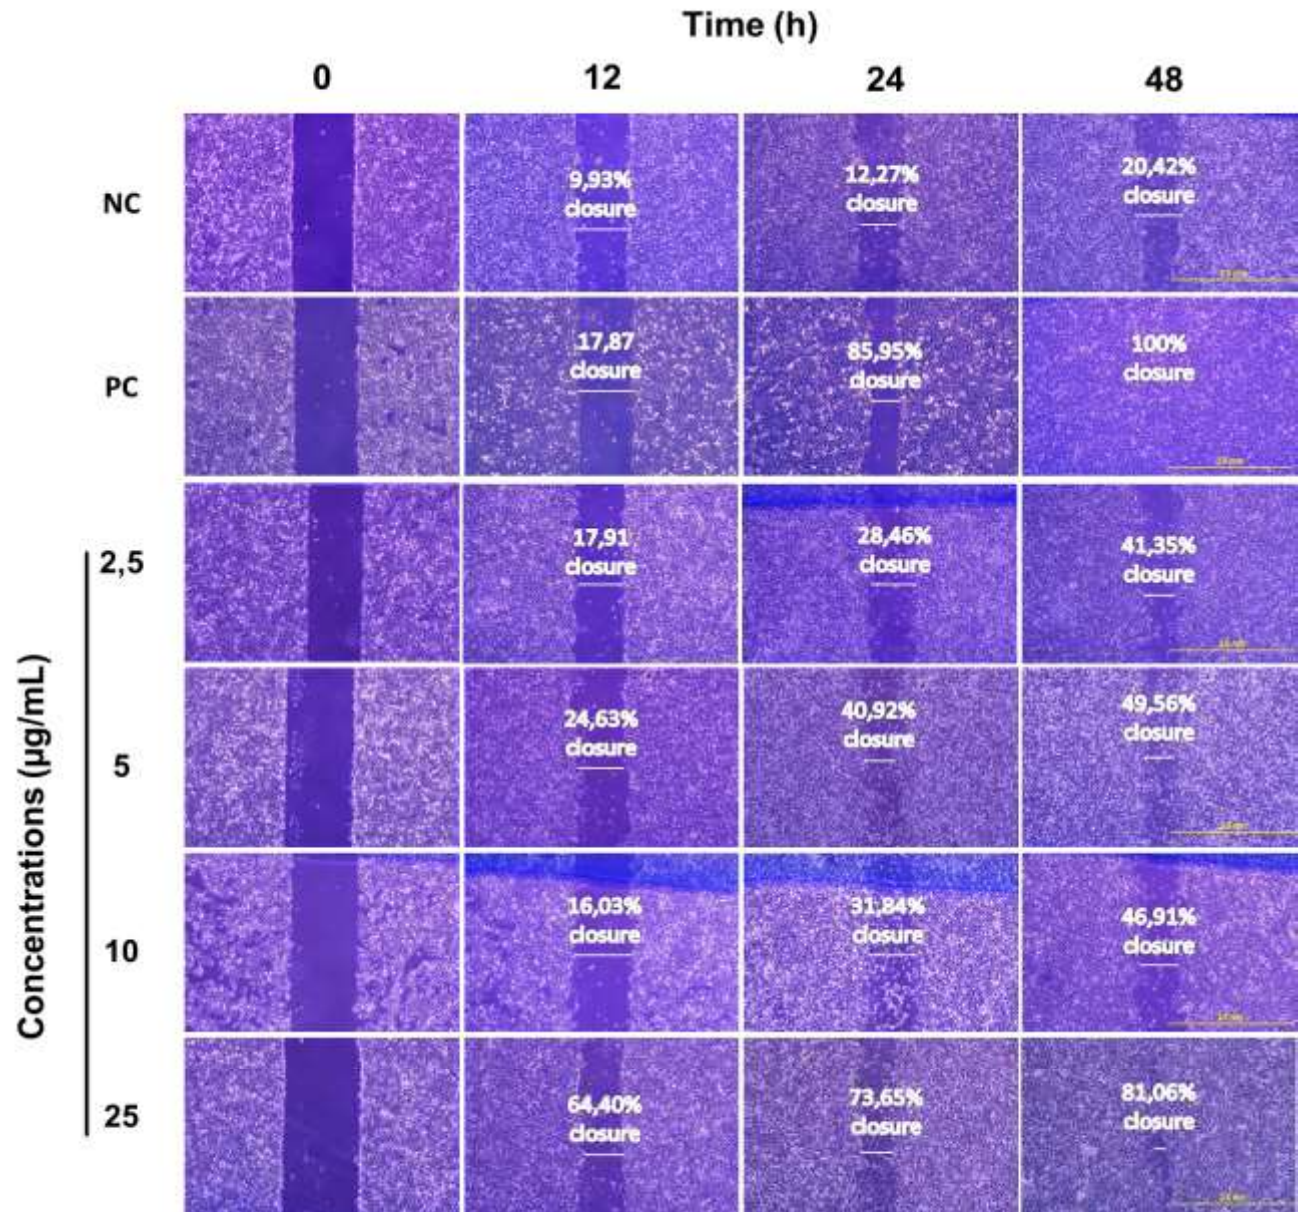 Time (h)
0 12 24 48
NC
9,93%
closure
12,27%
closure
20,42%
closure
PC
17,87
closure
85,95%
closure
100%
closure
2,5
17,91
closure
28,46%
closure
41,35%
closure
5
24,63%
closure
40,92%
closure
49,56%
closure
10
16,03%
closure
31,84%
closure
46,91%
closure
25
64,40%
closure
73,65%
closure
81,06%
closure
Concentrations (µg/mL)